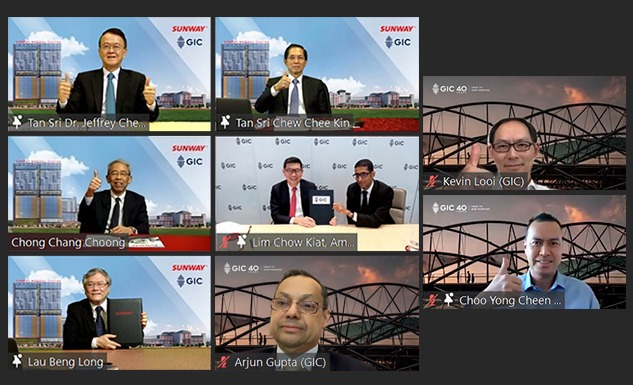 SUNWAY
GIC
Tan Sri Dr. Jeffrey Che...
SUNWAY
GIC
Tan Sri Chew Chee Kin
GIC 40
Kevin Looi (GIC)
SUNWAY
GIC
Chong Chang Choong
GIC
Lim Chow Kiat, Am...
GIC 40
Choo Yong Cheen ...
SUNWAY
GIC
SUNWAY
Lau Beng Long
GIC 40
Arjun Gupta (GIC)